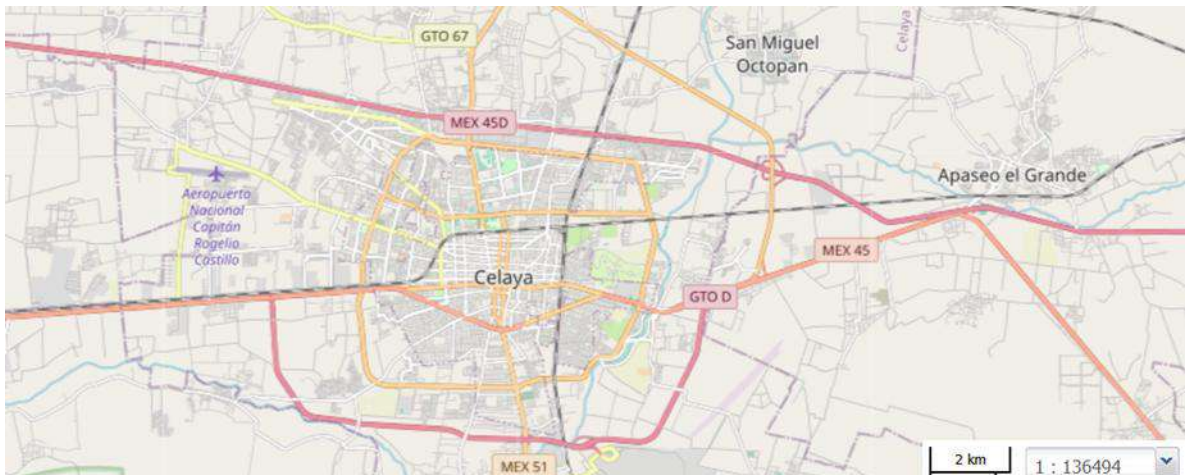 GTO 67
San Miguel
Octopan
Celaya
MEX 45D
Apaseo el Grande
Aeropuerto
Nacional
Capitán
Rogelio
Castillo
MEX 45
Celaya
GTO D
MEX 51
2 km
1 : 136494